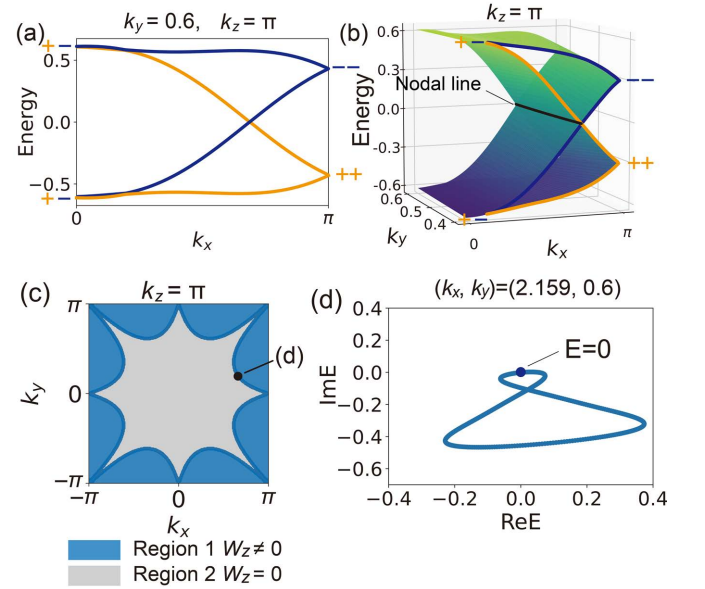 (a)
k_y = 0.6, k_z = π
Energy
0.5
0.0
−0.5
+−
+−
−−
++
0
π
k_x
(b)
k_z = π
Energy
0.6
0.3
0.0
-0.3
-0.6
+−
Nodal line
−−
++
+−
0.6
0.5
0.4
k_y
0
k_x
π
(c)
k_z = π
π
0
−π
k_y
(d)
−π
0
π
k_x
Region 1 W_z ≠ 0
Region 2 W_z = 0
(d)
(k_x, k_y)=(2.159, 0.6)
ImE
0.4
0.2
0.0
−0.2
−0.4
−0.6
E=0
−0.4
−0.2
0.0
0.2
0.4
ReE